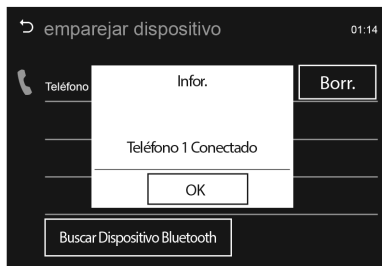 emparejar dispositivo
01:14
Teléfono
Infor.
Borr.
Teléfono 1 Conectado
OK
Buscar Dispositivo Bluetooth